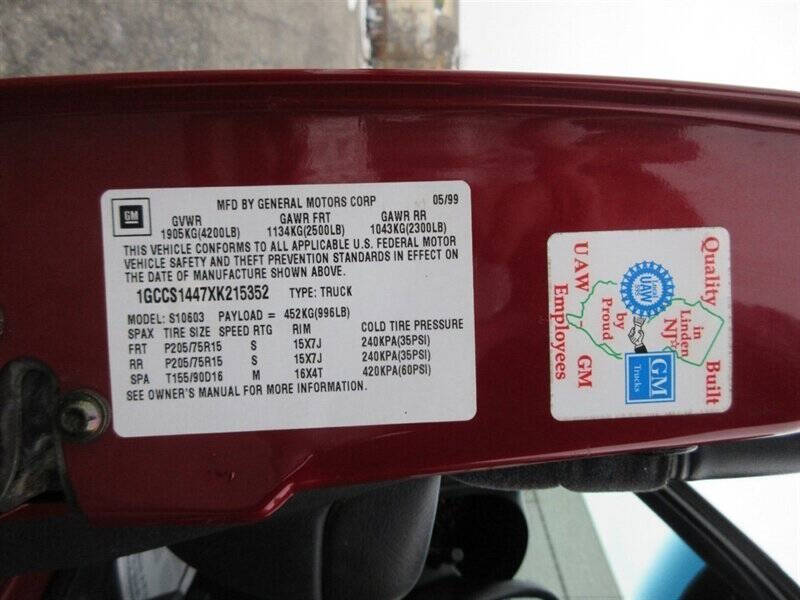 GM
MFD BY GENERAL MOTORS CORP 05/99
GVWR GAWR FRT GAWR RR
1905KG(4200LB) 1134KG(2500LB) 1043KG(2300LB)
THIS VEHICLE CONFORMS TO ALL APPLICABLE U.S. FEDERAL MOTOR
VEHICLE SAFETY AND THEFT PREVENTION STANDARDS IN EFFECT ON
THE DATE OF MANUFACTURE SHOWN ABOVE.
1GCCS1447XK215352 TYPE: TRUCK
MODEL: S10603 PAYLOAD = 452KG(996LB)
SPAX TIRE SIZE SPEED RTG RIM COLD TIRE PRESSURE
FRT P205/75R15 S 15X7J 240KPA(35PSI)
RR P205/75R15 S 15X7J 240KPA(35PSI)
SPA T155/90D16 M 16X4T 420KPA(60PSI)
SEE OWNER'S MANUAL FOR MORE INFORMATION.
Quality Built
in
Linden
NJ
UAW
GM
Trucks
by
Proud
UAW GM
Employees